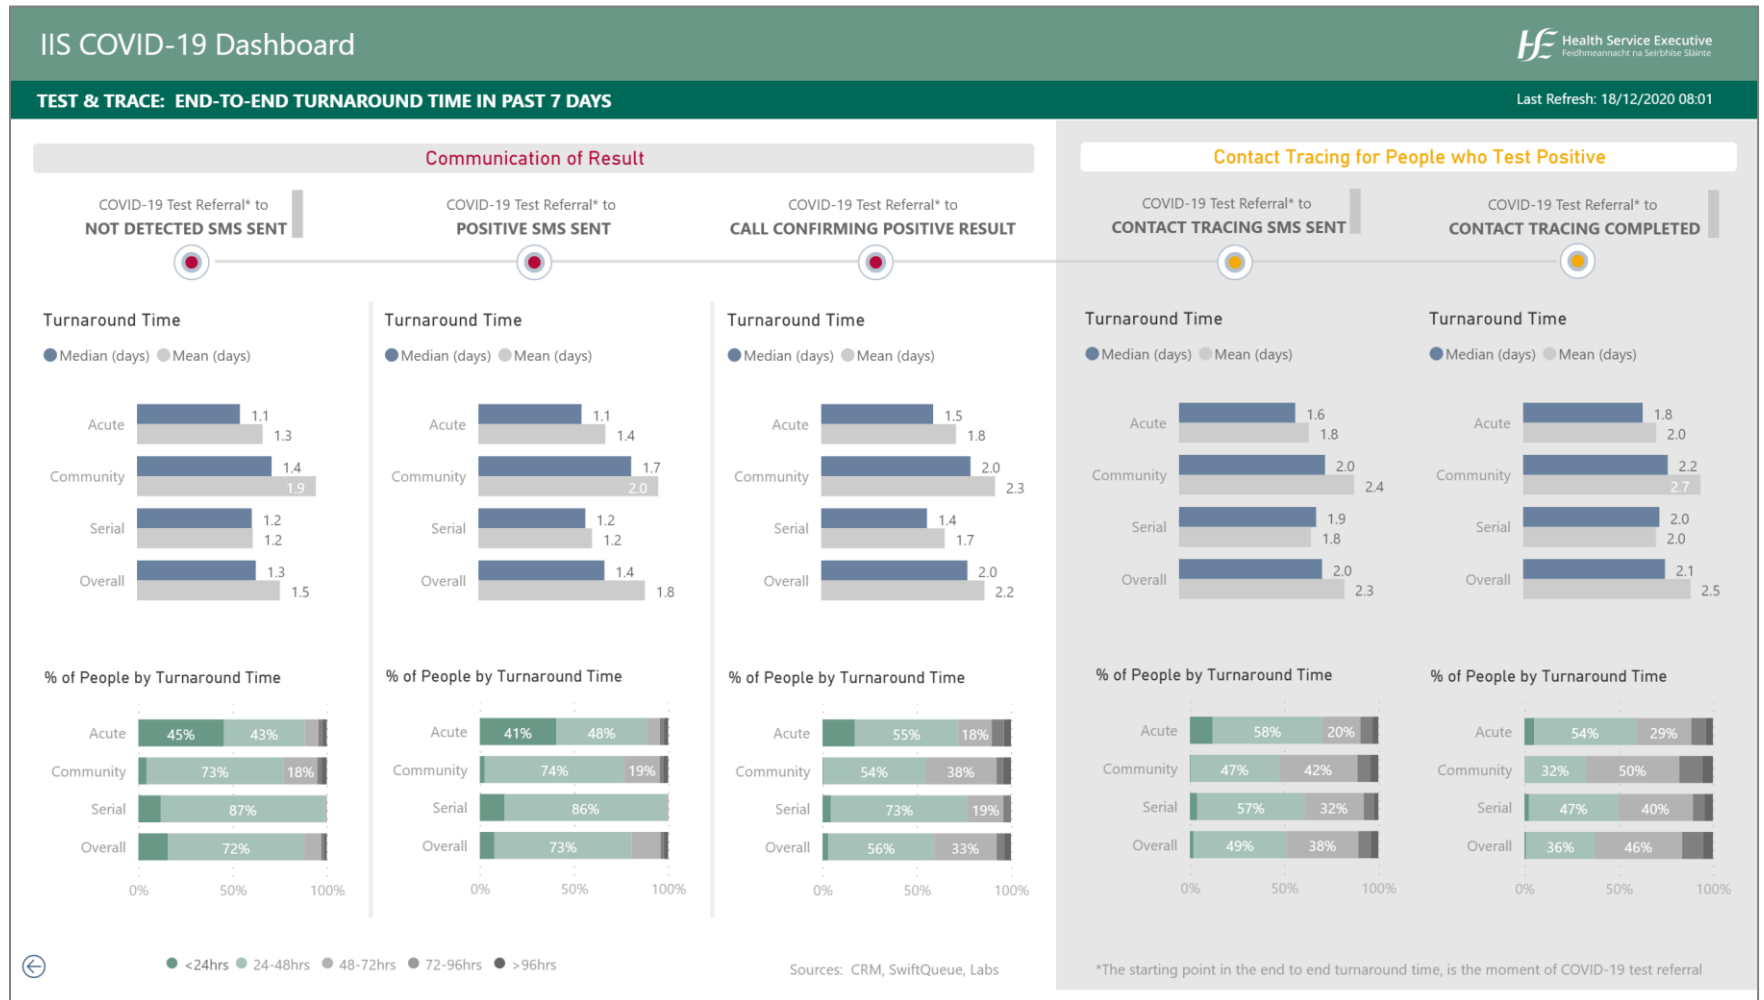 IIS COVID-19 Dashboard
Health Service Executive
Feidhmeannacht na Seirbhíse Sláinte
TEST & TRACE: END-TO-END TURNAROUND TIME IN PAST 7 DAYS
Last Refresh: 18/12/2020 08:01
Communication of Result
Contact Tracing for People who Test Positive
COVID-19 Test Referral* to
NOT DETECTED SMS SENT
COVID-19 Test Referral* to
POSITIVE SMS SENT
COVID-19 Test Referral* to
CALL CONFIRMING POSITIVE RESULT
COVID-19 Test Referral* to
CONTACT TRACING SMS SENT
COVID-19 Test Referral* to
CONTACT TRACING COMPLETED
Turnaround Time
Median (days) Mean (days)
Acute 1.1
1.3
Community 1.4
1.9
Serial 1.2
1.2
Overall 1.3
1.5
Turnaround Time
Median (days) Mean (days)
Acute 1.1
1.4
Community 1.7
2.0
Serial 1.2
1.2
Overall 1.4
1.8
Turnaround Time
Median (days) Mean (days)
Acute 1.5
1.8
Community 2.0
2.3
Serial 1.4
1.7
Overall 2.0
2.2
Turnaround Time
Median (days) Mean (days)
Acute 1.6
1.8
Community 2.0
2.4
Serial 1.9
1.8
Overall 2.0
2.3
Turnaround Time
Median (days) Mean (days)
Acute 1.8
2.0
Community 2.2
2.7
Serial 2.0
2.0
Overall 2.1
2.5
% of People by Turnaround Time
Acute 45% 43%
Community 73% 18%
Serial 87%
Overall 72%
0% 50% 100%
% of People by Turnaround Time
Acute 41% 48%
Community 74% 19%
Serial 86%
Overall 73%
0% 50% 100%
% of People by Turnaround Time
Acute 55% 18%
Community 54% 38%
Serial 73% 19%
Overall 56% 33%
0% 50% 100%
% of People by Turnaround Time
Acute 58% 20%
Community 47% 42%
Serial 57% 32%
Overall 49% 38%
0% 50% 100%
% of People by Turnaround Time
Acute 54% 29%
Community 32% 50%
Serial 47% 40%
Overall 36% 46%
0% 50% 100%
<24hrs 24-48hrs 48-72hrs 72-96hrs >96hrs
Sources: CRM, SwiftQueue, Labs
*The starting point in the end to end turnaround time, is the moment of COVID-19 test referral